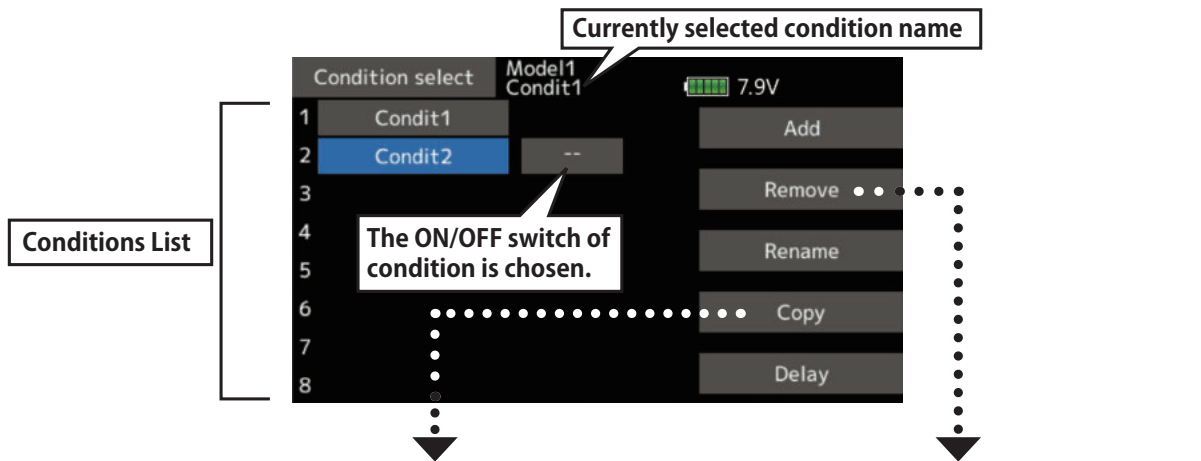 Currently selected condition name
Condition select
Model1
Condit1
7.9V
1 Condit1
Add
2 Condit2 --
3
Remove
Conditions List
4
The ON/OFF switch of
condition is chosen.
Rename
5
6
Copy
7
8
Delay